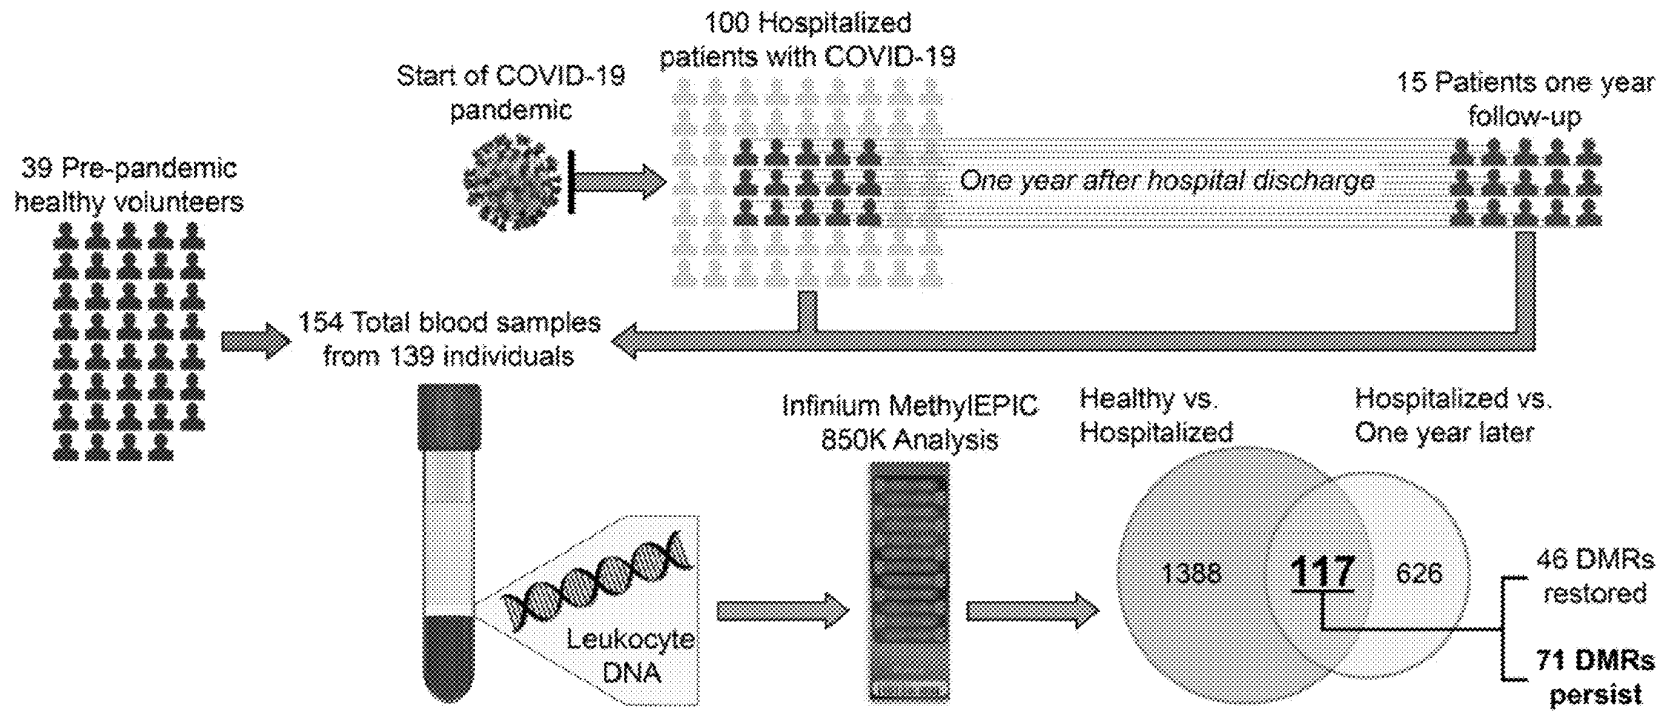 100 Hospitalized
patients with COVID-19
Start of COVID-19
pandemic
15 Patients one year
follow-up
39 Pre-pandemic
healthy volunteers
One year after hospital discharge
154 Total blood samples
from 139 individuals
Infinium MethylEPIC
850K Analysis
Healthy vs.
Hospitalized
Hospitalized vs.
One year later
1388
117
626
46 DMRs
restored
71 DMRs
persist
Leukocyte
DNA